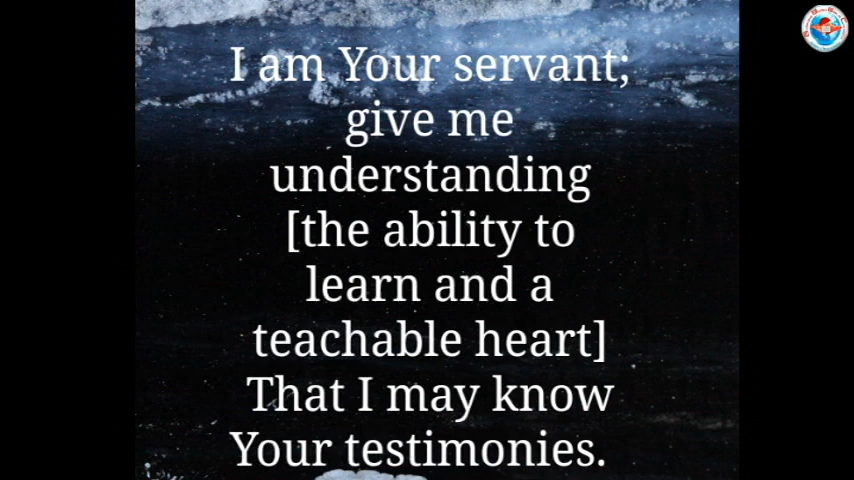 I am Your servant;
give me
understanding
[the ability to
learn and a
teachable heart]
That I may know
Your testimonies.